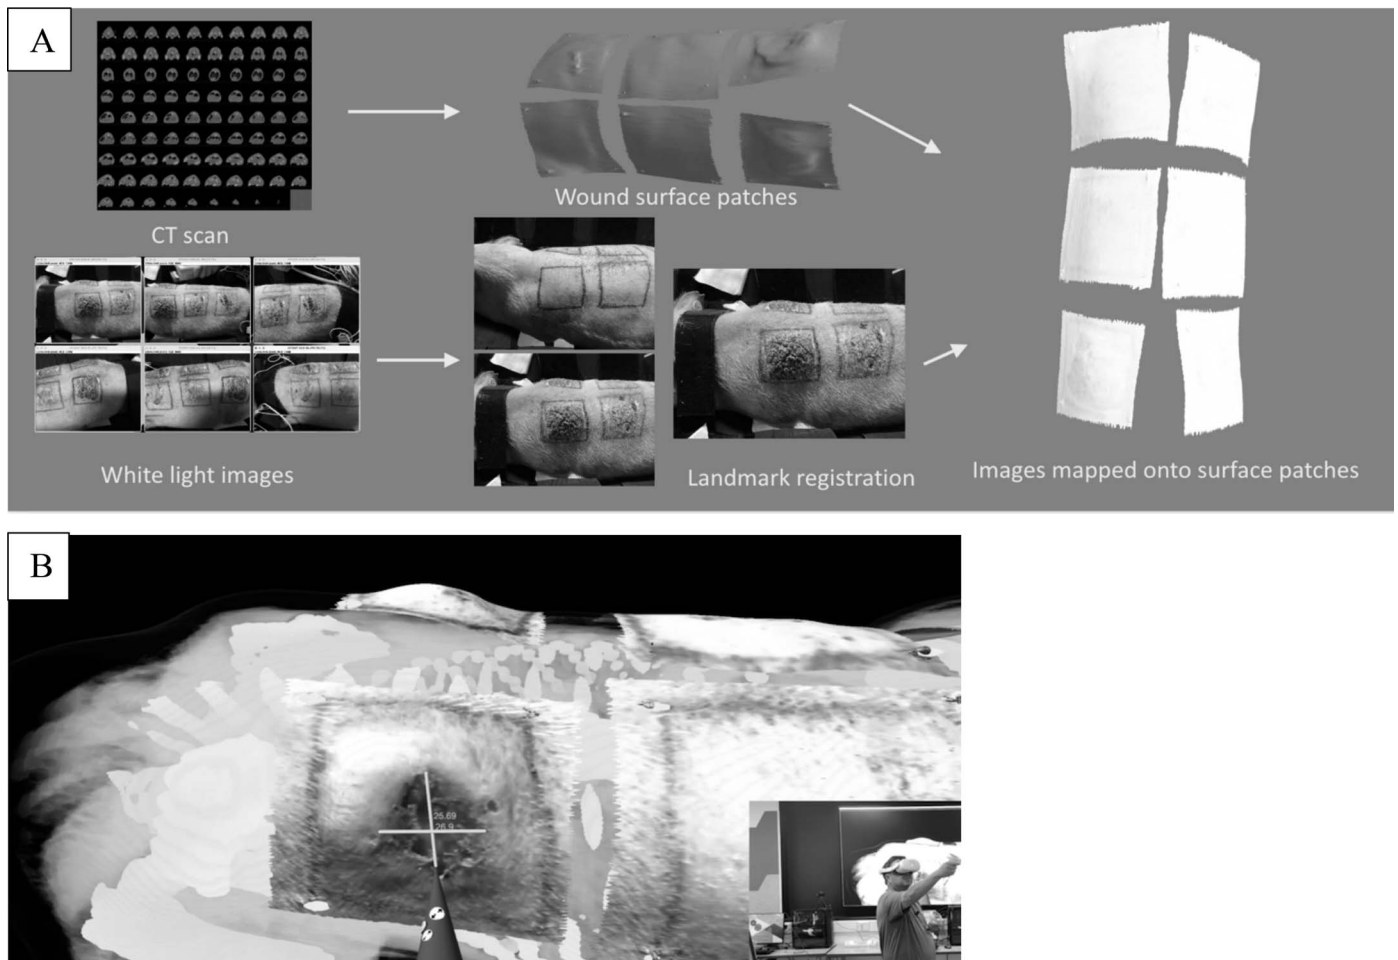 A
Wound surface patches
CT scan
White light images
Landmark registration
Images mapped onto surface patches
B
25.69
26.9